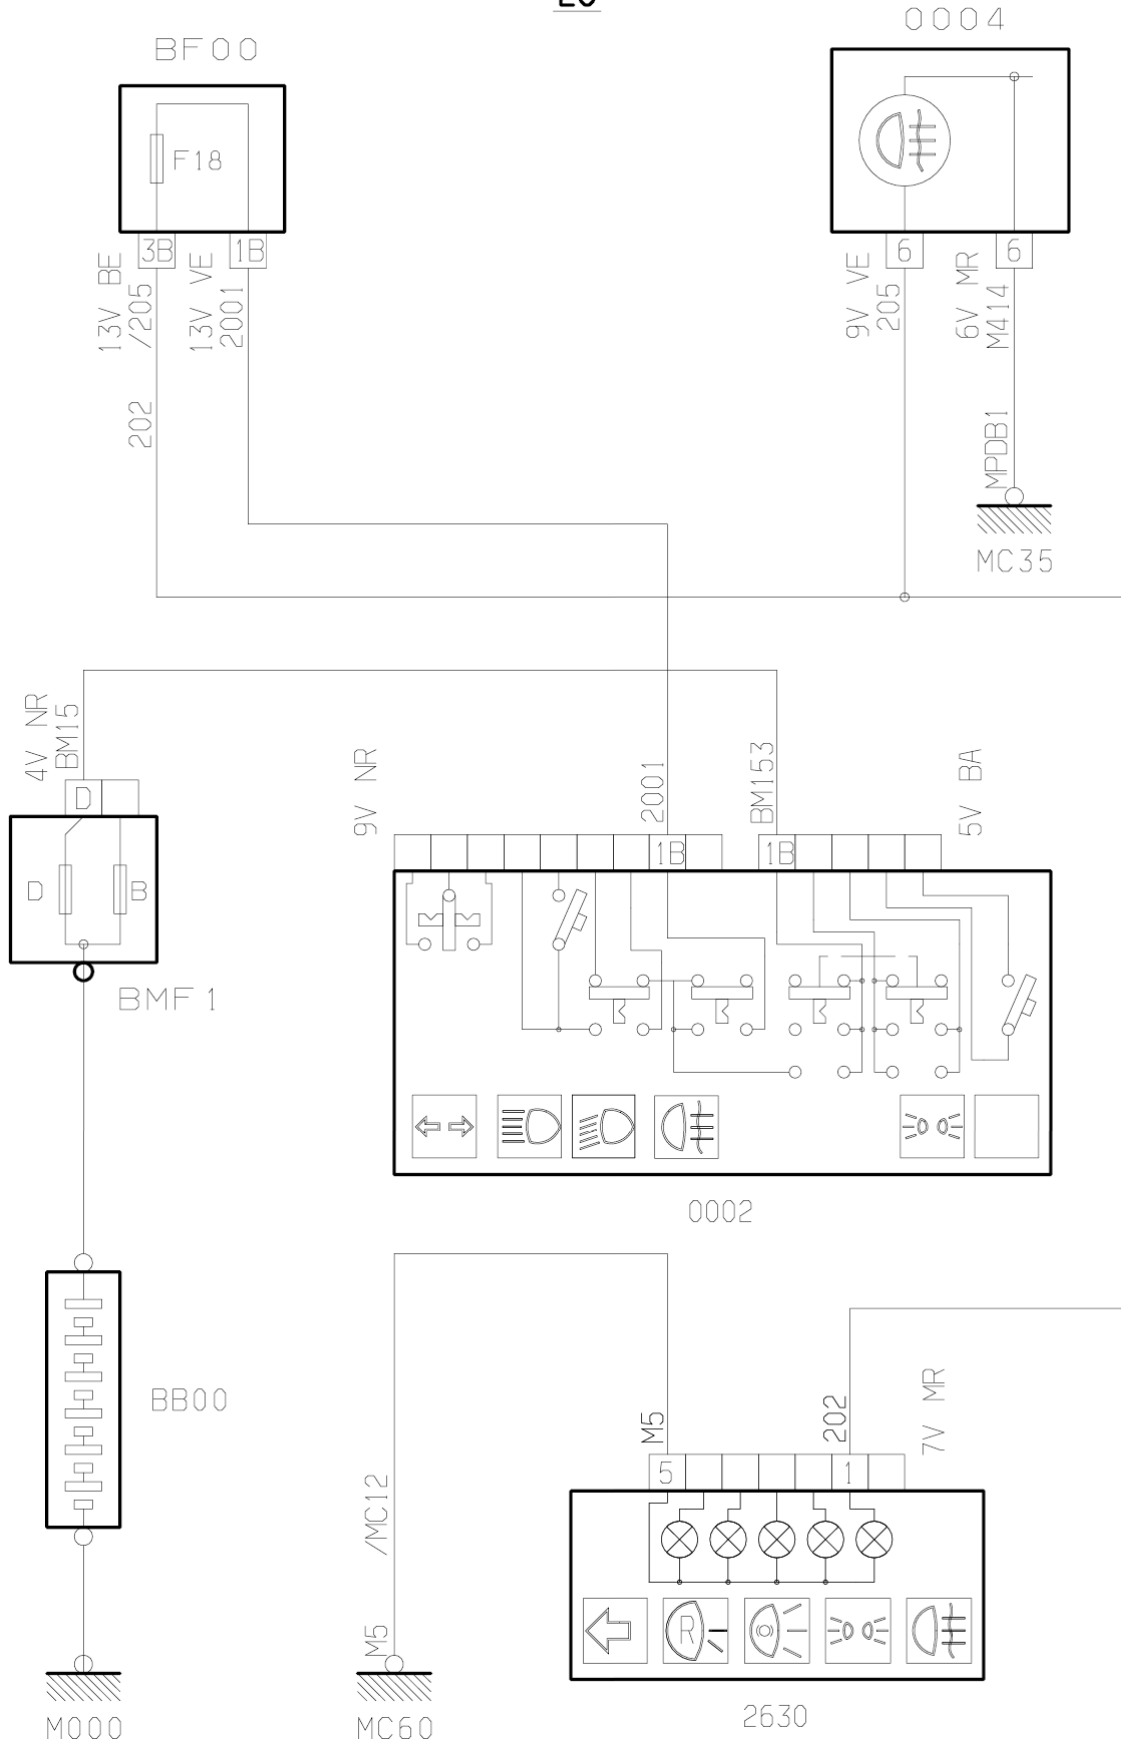 BF00
0004
F18
3B
1B
6
6
13V BE
/205
13V VE
2001
9V VE
205
6V MR
M414
202
MPDB1
MC35
4V NR
BM15
9V NR
2001
BM153
5V BA
D
1B
1B
D
B
BMF1
0002
BB00
M5
202
7V MR
5
1
/MC12
R
M5
M000
MC60
2630